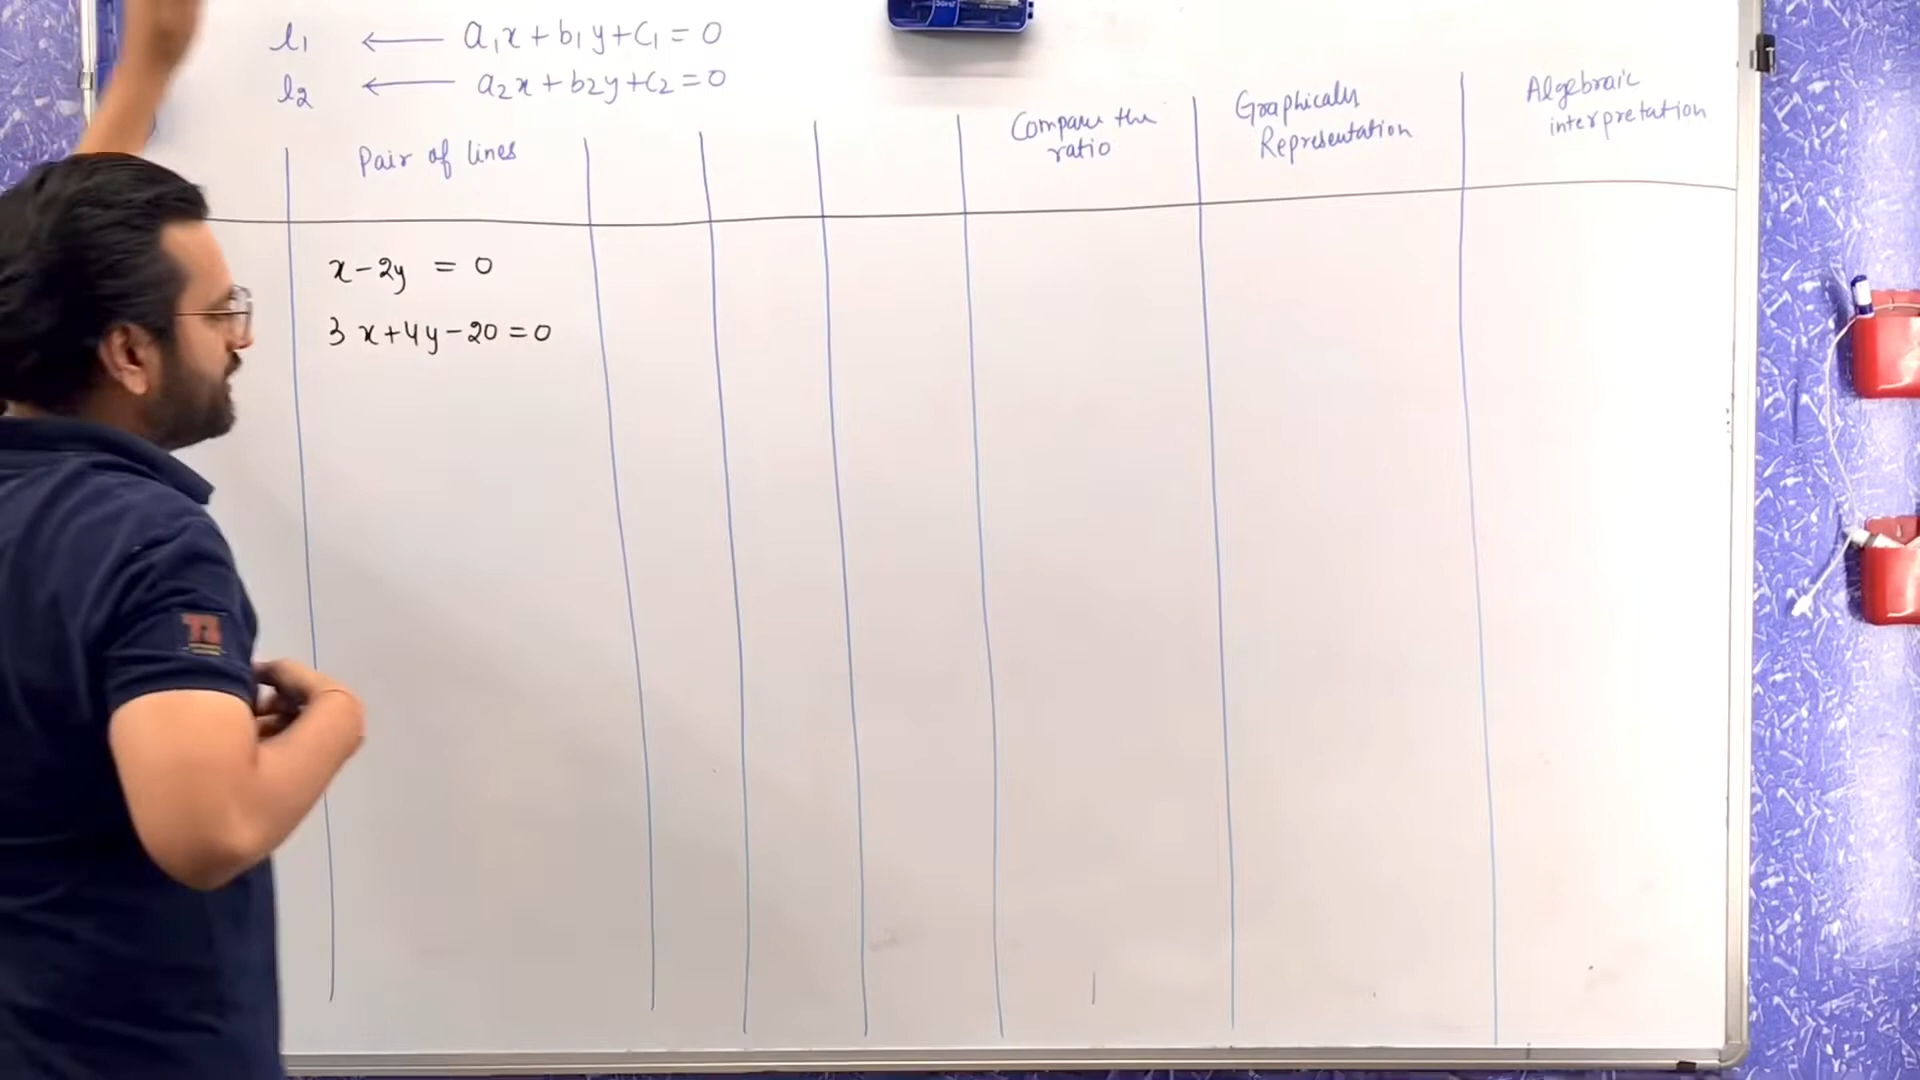 l₁ ← a₁x + b₁y + c₁ = 0
l₂ ← a₂x + b₂y + c₂ = 0
Pair of lines
Compare the
ratio
Graphically
Representation
Algebraic
interpretation
x - 2y = 0
3x + 4y - 20 = 0